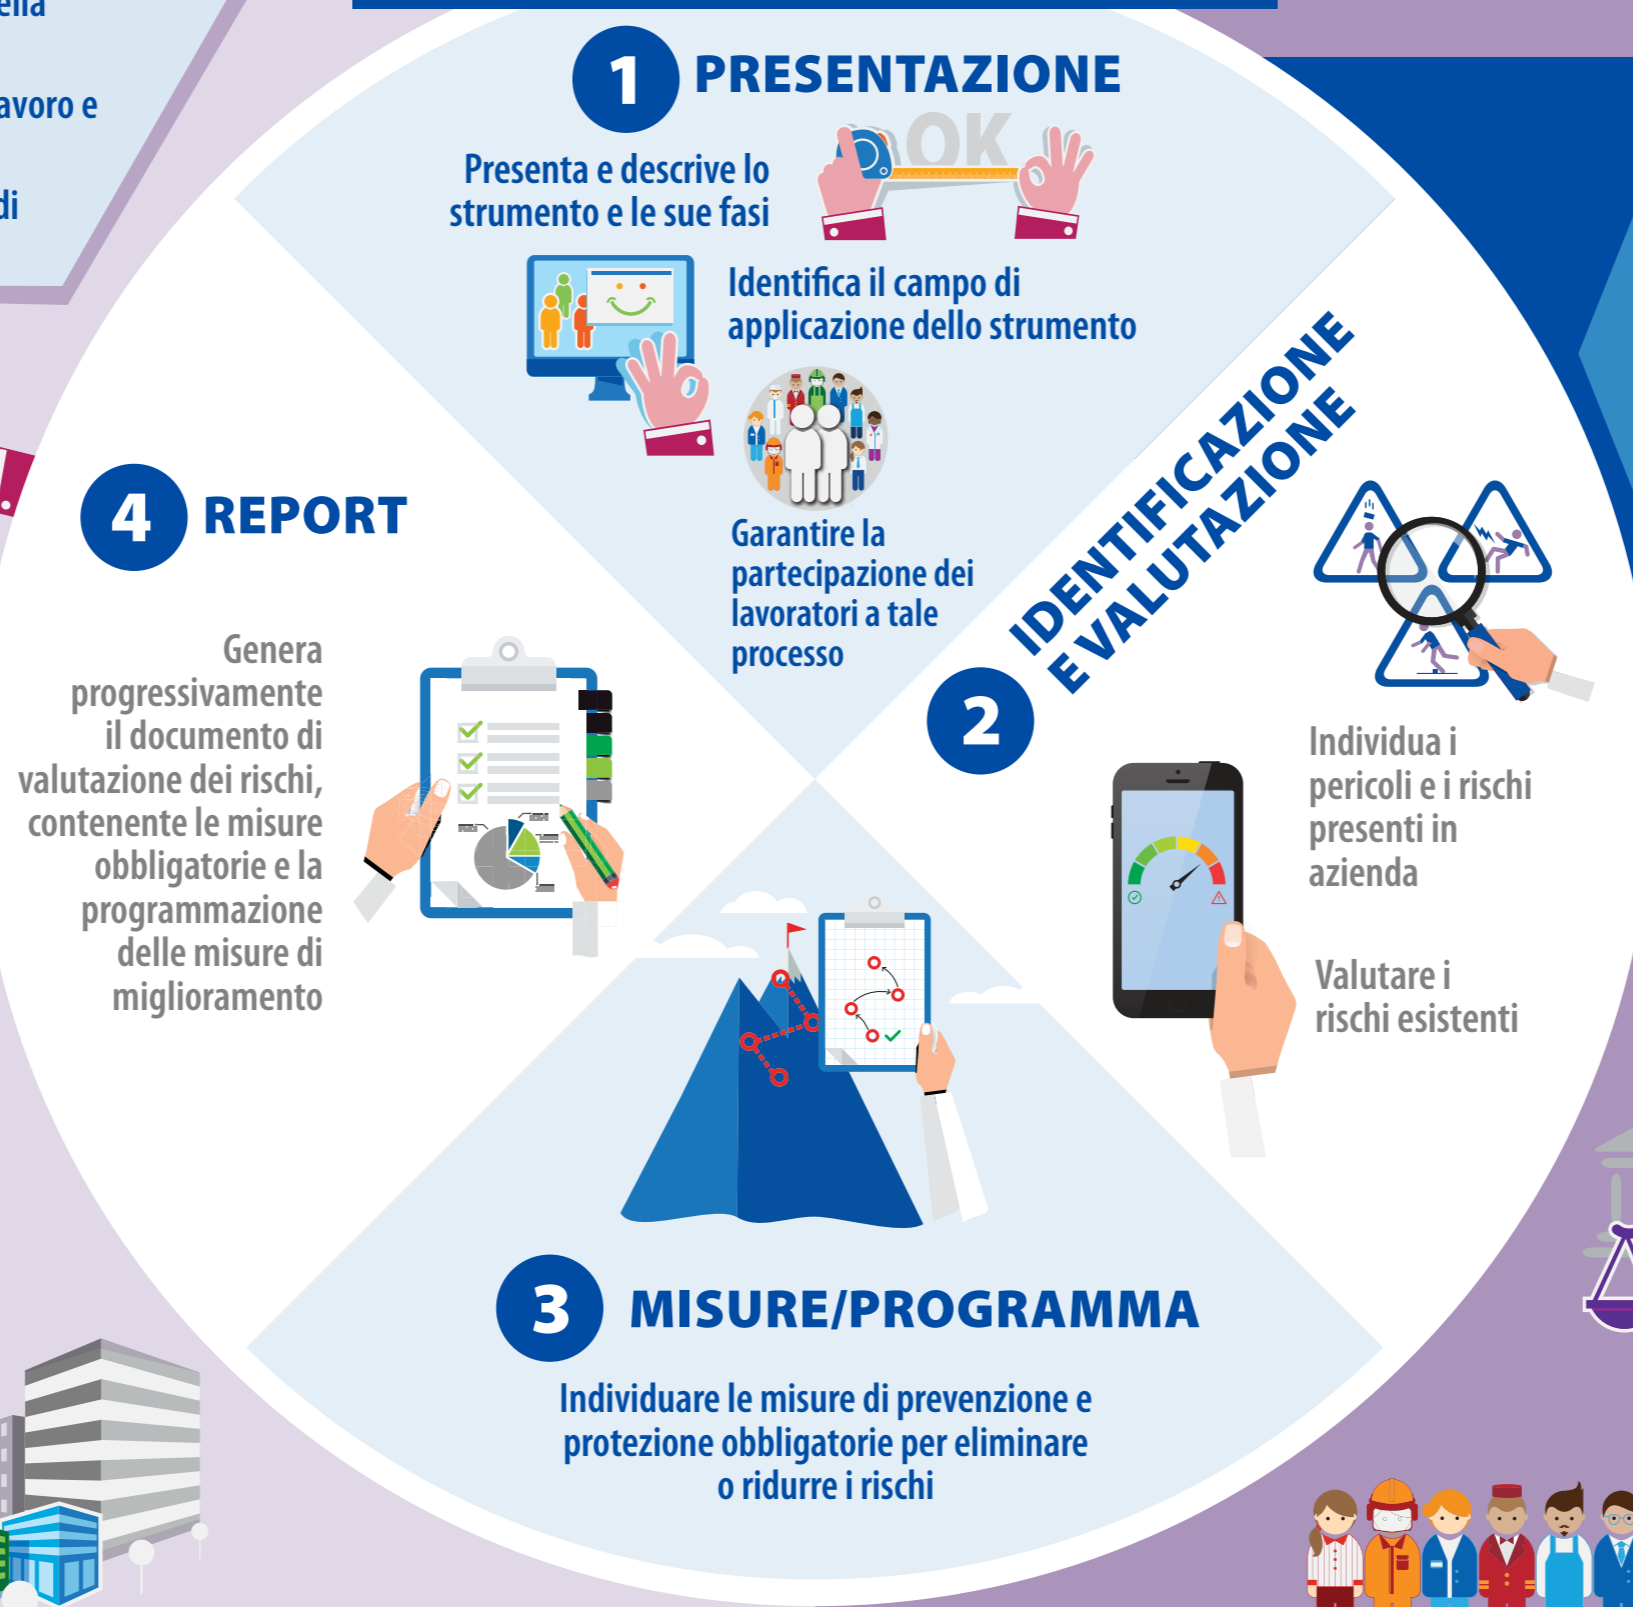 avoro e
di
1 PRESENTAZIONE
OK
Presenta e descrive lo
strumento e le sue fasi
Identifica il campo di
applicazione dello strumento
Garantire la
partecipazione dei
lavoratori a tale
processo
2
IDENTIFICAZIONE
E VALUTAZIONE
Individua i
pericoli e i rischi
presenti in
azienda
Valutare i
rischi esistenti
3 MISURE/PROGRAMMA
Individuare le misure di prevenzione e
protezione obbligatorie per eliminare
o ridurre i rischi
4 REPORT
Genera
progressivamente
il documento di
valutazione dei rischi,
contenente le misure
obbligatorie e la
programmazione
delle misure di
miglioramento